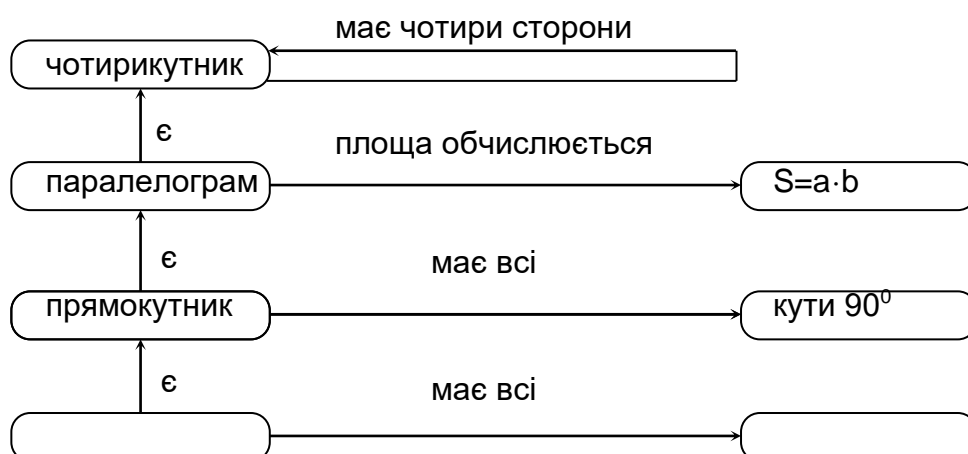 має чотири сторони
чотирикутник
є
площа обчислюється
паралелограм
S=a·b
є
має всі
прямокутник
кути 90⁰
є
має всі